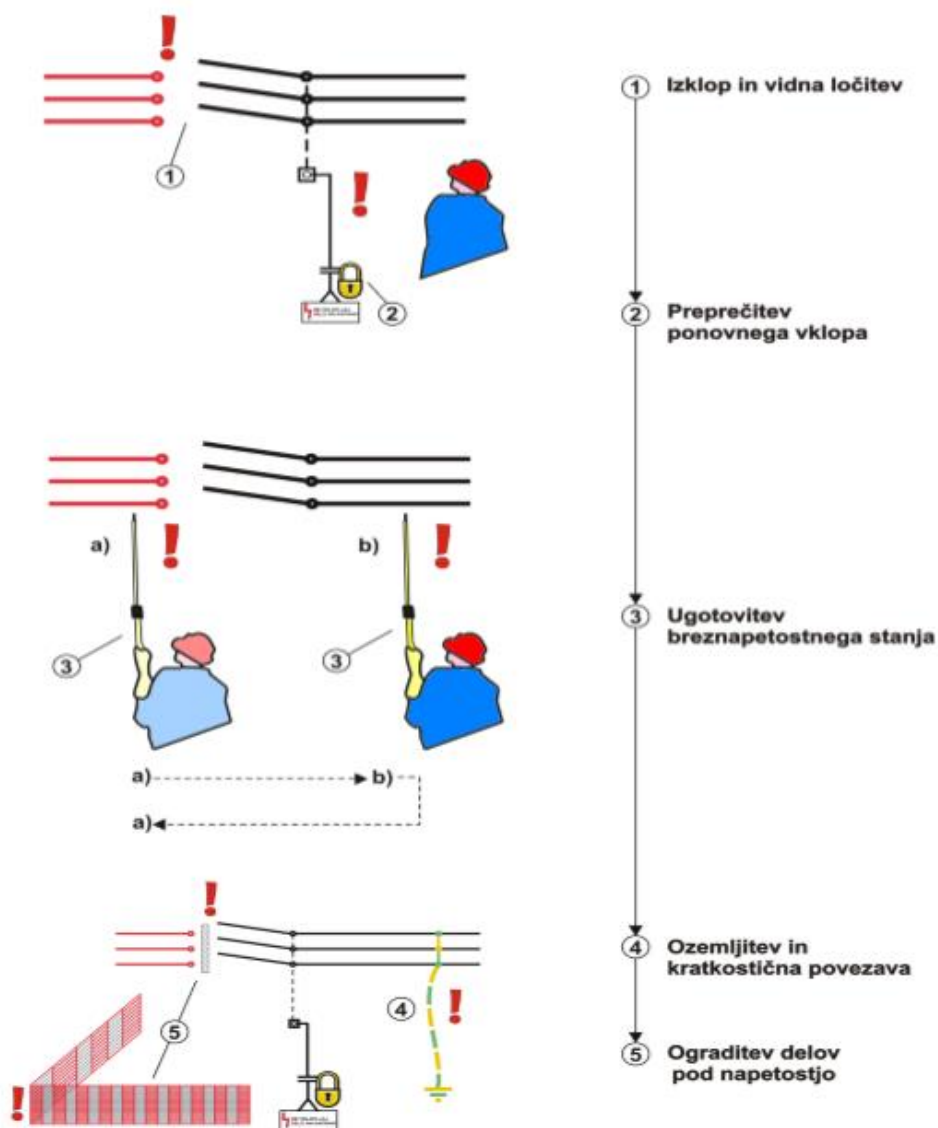 !
1
!
2
1 Izklop in vidna ločitev
2 Preprečitev
ponovnega vklopa
a)
!
b)
!
3
3
3 Ugotovitev
breznapetostnega stanja
a)
b)
a)
!
4
!
5
!
4 Ozemljitev in
kratkostična povezava
5 Ograditev delov
pod napetostjo